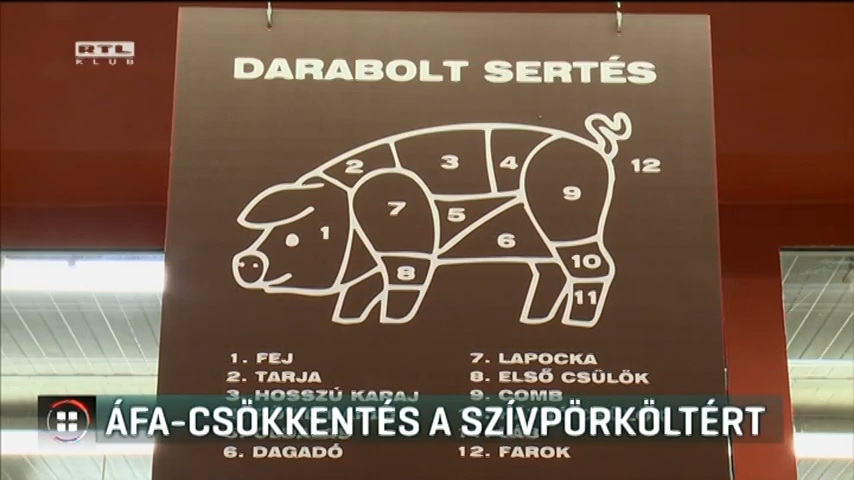 RTL
KLUB
DARABOLT SERTÉS
1
2
3
4
5
6
7
8
9
10
11
12
1. FEJ
2. TARJA
3. HOSSZÚ KARAJ
6. DAGADÓ
7. LAPOCKA
8. ELSŐ CSÜLÖK
9. COMB
12. FAROK
ÁFA-CSÖKKENTÉS A SZÍVPÖRKÖLTÉRT